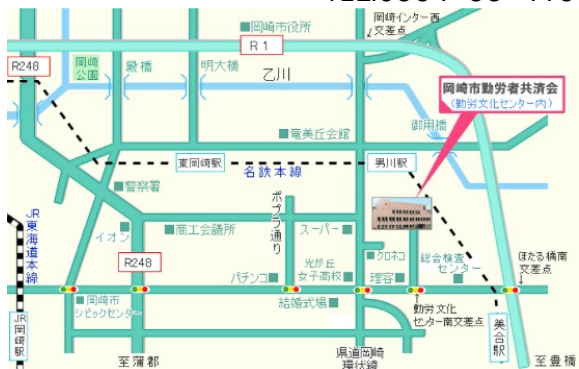 岡崎市役所
岡崎インター西
交差点
R 1
R248
岡崎
公園
殿橋
明大橋
乙川
岡崎市勤労者共済会
（勤労文化センター内）
御用橋
竜美丘会館
東岡崎駅
名鉄本線
男川駅
警察署
JR
東海道本線
イオン
商工会議所
ポプラ通り
スーパー
R248
パチンコ
光が丘
女子高校
クロネコ
理容
総合検査
センター
ほたる橋南
交差点
岡崎市
シビックセンター
結婚式場
勤労文化
センター南交差点
JR
岡崎駅
至蒲郡
県道岡崎
環状線
美合駅
至豊橋